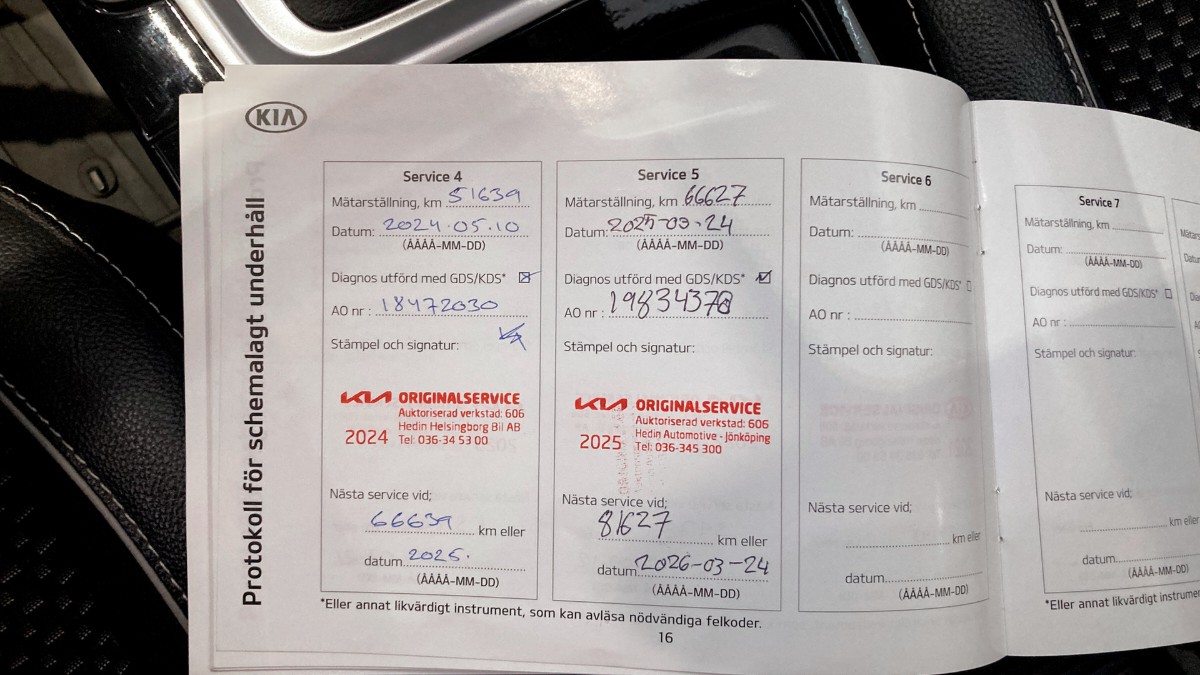 KIA
Protokoll för schemalagt underhåll
Service 4
Mätarställning, km 51639
Datum: 2024.05.10
(ÅÅÅÅ-MM-DD)
Diagnos utförd med GDS/KDS*
AO nr : 18472030
Stämpel och signatur:
KIA ORIGINALSERVICE
Auktoriserad verkstad: 606
Hedin Helsingborg Bil AB
2024 Tel: 036-34 53 00
Nästa service vid;
66639 km eller
datum 2025.
(ÅÅÅÅ-MM-DD)
Service 5
Mätarställning, km 66627
Datum: 2025-03-24
(ÅÅÅÅ-MM-DD)
Diagnos utförd med GDS/KDS*
AO nr : 19834378
Stämpel och signatur:
KIA ORIGINALSERVICE
Auktoriserad verkstad: 606
Hedin Automotive - Jönköping
2025 Tel: 036-345 300
Nästa service vid;
81627 km eller
datum 2026-03-24
(ÅÅÅÅ-MM-DD)
Service 6
Mätarställning, km
Datum:
(ÅÅÅÅ-MM-DD)
Diagnos utförd med GDS/KDS*
AO nr :
Stämpel och signatur:
Nästa service vid;
km eller
datum
(ÅÅÅÅ-MM-DD)
*Eller annat likvärdigt instrument, som kan avläsa nödvändiga felkoder.
16
Service 7
Mätarställning, km
Datum:
(ÅÅÅÅ-MM-DD)
Diagnos utförd med GDS/KDS*
AO nr :
Stämpel och signatur:
Nästa service vid;
km eller
datum
(ÅÅÅÅ-MM-DD)
*Eller annat likvärdigt instrument